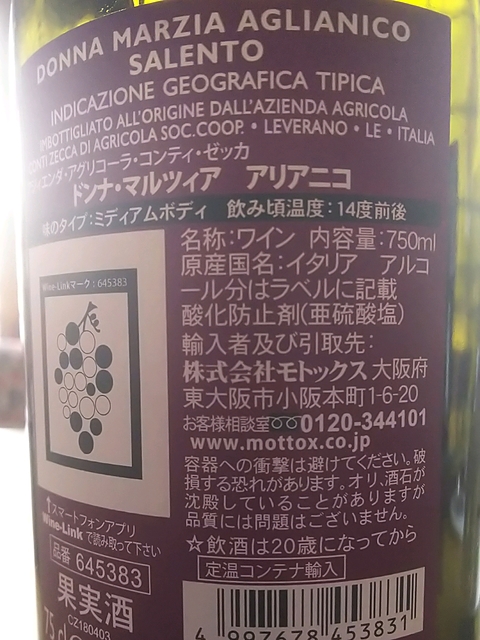 DONNA MARZIA AGLIANICO
SALENTO
INDICAZIONE GEOGRAFICA TIPICA
IMBOTTIGLIATO ALL'ORIGINE DALL'AZIENDA AGRICOLA
CONTI ZECCA DI AGRICOLA SOC.COOP. • LEVERANO • LE • ITALIA
アツィエンダ・アグリコーラ・コンティ・ゼッカ
ドンナ・マルツィア アリアニコ
味のタイプ:ミディアムボディ 飲み頃温度:14度前後
名称:ワイン 内容量:750ml
原産国名:イタリア アルコ
ール分はラベルに記載
酸化防止剤(亜硫酸塩)
輸入者及び引取先:
株式会社モトックス 大阪府
東大阪市小阪本町1-6-20
お客様相談室 0120-344101
www.mottox.co.jp
容器への衝撃は避けてください。破
損する恐れがあります。オリ、酒石が
沈殿していることがありますが
品質には問題はございません。
☆飲酒は20歳になってから
定温コンテナ輸入
Wine-Linkマーク:645383
↑スマートフォンアプリ
Wine-Linkで読み取って下さい
品番 645383
果実酒
CZ180403
75 cl
4 997678 453831